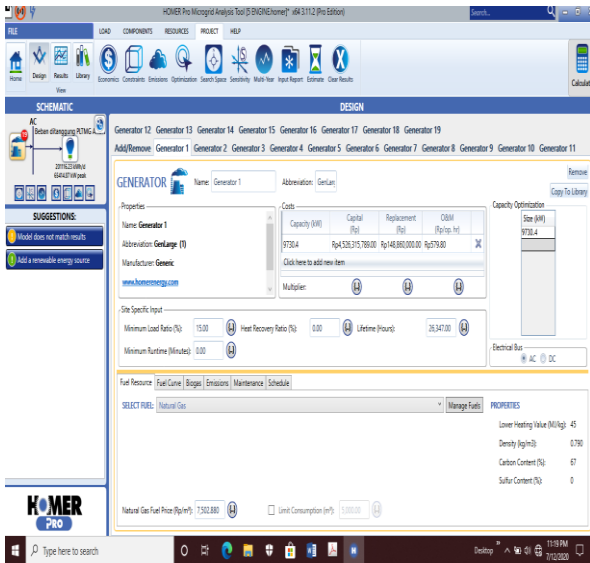 HOMER Pro Microgrid Analysis Tool [5 ENGINE.homer]* x64 3.11.2 (Pro Edition)
Search...
FILE
LOAD COMPONENTS RESOURCES PROJECT HELP
Home Design Results Library
View
Economics Constraints Emissions Optimization Search Space Sensitivity Multi-Year Input Report Estimate Clear Results
Calculate
SCHEMATIC
DESIGN
AC
Beban ditanggung PLTMG A
65414.07 kW peak
SUGGESTIONS:
Model does not match results
Add a renewable energy source
HOMER
PRO
Generator 12 Generator 13 Generator 14 Generator 15 Generator 16 Generator 17 Generator 18 Generator 19
Add/Remove Generator 1 Generator 2 Generator 3 Generator 4 Generator 5 Generator 6 Generator 7 Generator 8 Generator 9 Generator 10 Generator 11
GENERATOR
Name: Generator 1
Abbreviation: GenLarg
Remove
Copy To Library
Properties
Name: Generator 1
Abbreviation: GenLarge (1)
Manufacturer: Generic
www.homerenergy.com
Costs
Capacity (kW) Capital (Rp) Replacement (Rp) O&M (Rp/op. hr)
9730.4 Rp4,526,315,789.00 Rp148,860,000.00 Rp579.80
Click here to add new item
Multiplier:
Capacity Optimization
Size (kW)
9730.4
Electrical Bus
AC DC
Site Specific Input
Minimum Load Ratio (%): 15.00 Heat Recovery Ratio (%): 0.00 Lifetime (Hours): 26,347.00
Minimum Runtime (Minutes): 0.00
Fuel Resource Fuel Curve Biogas Emissions Maintenance Schedule
SELECT FUEL: Natural Gas
Manage Fuels
PROPERTIES
Lower Heating Value (MJ/kg): 45
Density (kg/m3): 0.790
Carbon Content (%): 67
Sulfur Content (%): 0
Natural Gas Fuel Price (Rp/m³): 7,502.880
Limit Consumption (m³): 5,000.00
Type here to search
Desktop
11:19 PM
7/12/2020